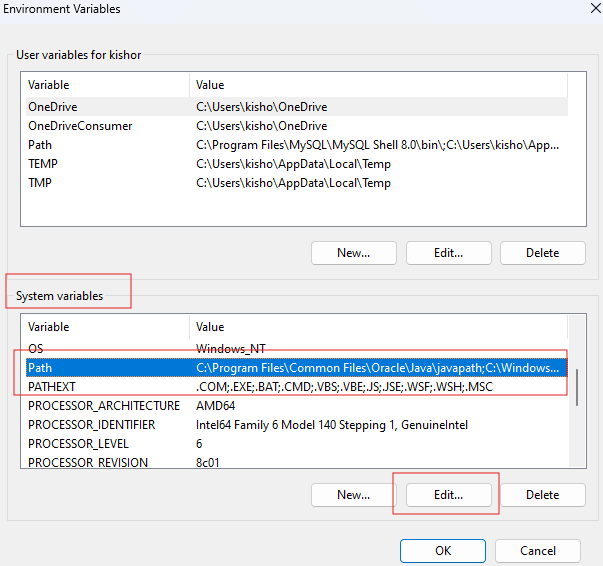 Environment Variables
User variables for kishor
Variable Value
OneDrive C:\Users\kisho\OneDrive
OneDriveConsumer C:\Users\kisho\OneDrive
Path C:\Program Files\MySQL\MySQL Shell 8.0\bin\;C:\Users\kisho\App...
TEMP C:\Users\kisho\AppData\Local\Temp
TMP C:\Users\kisho\AppData\Local\Temp
New... Edit... Delete
System variables
Variable Value
OS Windows_NT
Path C:\Program Files\Common Files\Oracle\Java\javapath;C:\Windows...
PATHEXT .COM;.EXE;.BAT;.CMD;.VBS;.VBE;.JS;.JSE;.WSF;.WSH;.MSC
PROCESSOR_ARCHITECTURE AMD64
PROCESSOR_IDENTIFIER Intel64 Family 6 Model 140 Stepping 1, GenuineIntel
PROCESSOR_LEVEL 6
PROCESSOR_REVISION 8c01
New... Edit... Delete
OK Cancel